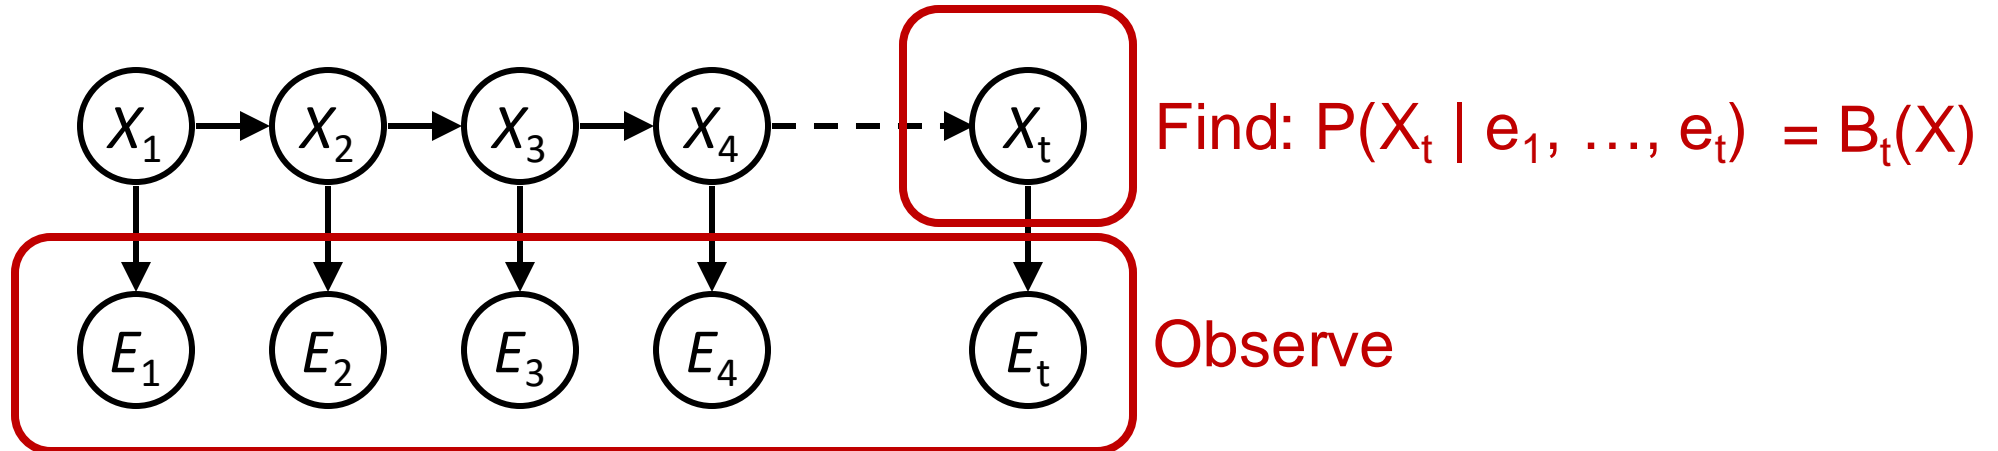 X₁ X₂ X₃ X₄ Xₜ Find: P(Xₜ | e₁, …, eₜ) = Bₜ(X)
E₁ E₂ E₃ E₄ Eₜ Observe